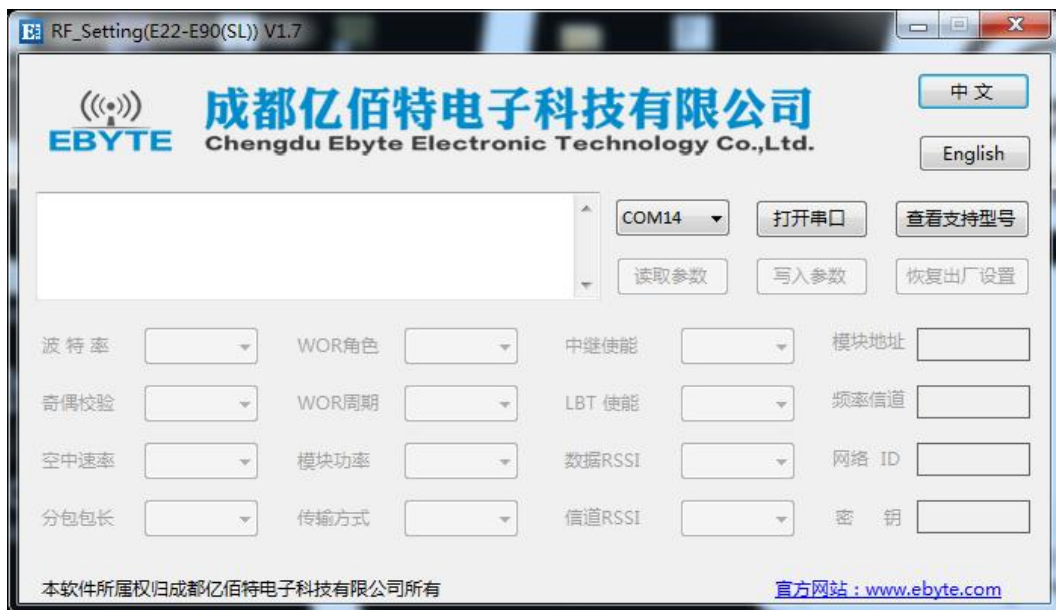 RF_Setting(E22-E90(SL)) V1.7
EBYTE
成都亿佰特电子科技有限公司
Chengdu Ebyte Electronic Technology Co.,Ltd.
中文
English
COM14 打开串口 查看支持型号
读取参数 写入参数 恢复出厂设置
波特率 WOR角色 中继使能 模块地址
奇偶校验 WOR周期 LBT 使能 频率信道
空中速率 模块功率 数据RSSI 网络 ID
分包包长 传输方式 信道RSSI 密 钥
本软件所属权归成都亿佰特电子科技有限公司所有 官方网站：www.ebyte.com